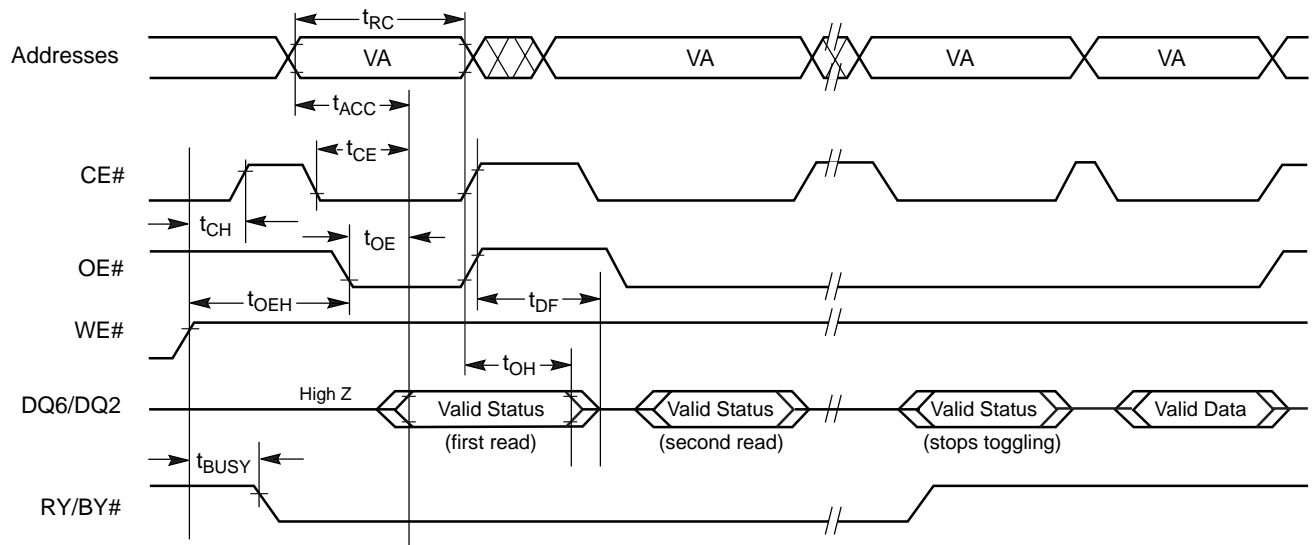 tRC
Addresses VA VA VA VA
tACC
tCE
CE#
tCH
tOE
OE#
tOEH tDF
WE#
tOH
High Z
DQ6/DQ2 Valid Status Valid Status Valid Status Valid Data
(first read) (second read) (stops toggling)
tBUSY
RY/BY#